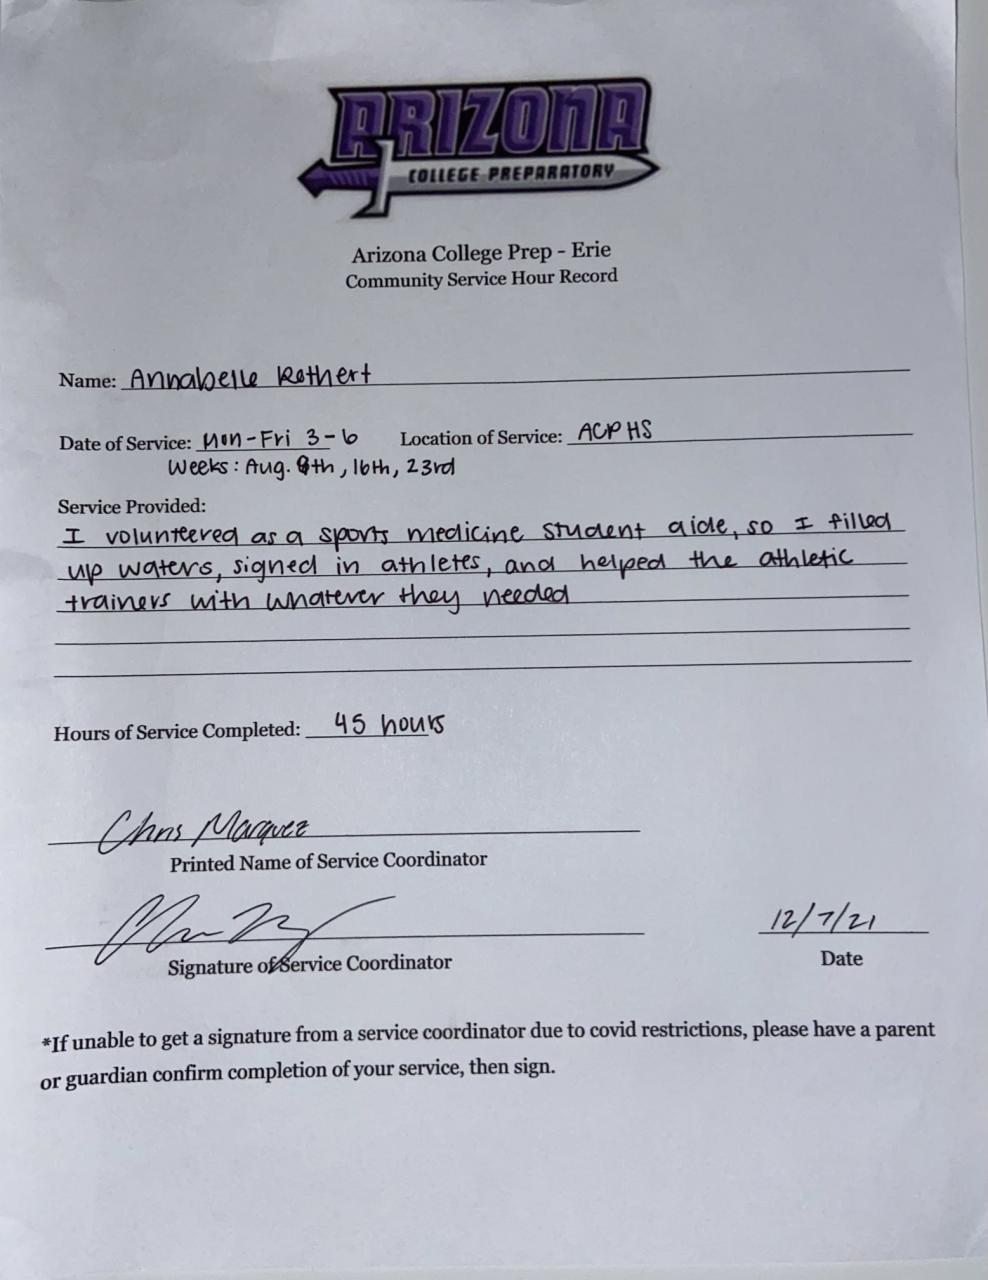 ARIZONA
COLLEGE PREPARATORY
Arizona College Prep - Erie
Community Service Hour Record
Name: Annabelle Rethert
Date of Service: Mon-Fri 3-6 Location of Service: ACP HS
Weeks: Aug. 9th, 16th, 23rd
Service Provided:
I volunteered as a sports medicine student aide, so I filled
up waters, signed in athletes, and helped the athletic
trainers with whatever they needed
Hours of Service Completed: 45 hours
Chris Marquez
Printed Name of Service Coordinator
Signature of Service Coordinator
12/7/21
Date
*If unable to get a signature from a service coordinator due to covid restrictions, please have a parent
or guardian confirm completion of your service, then sign.